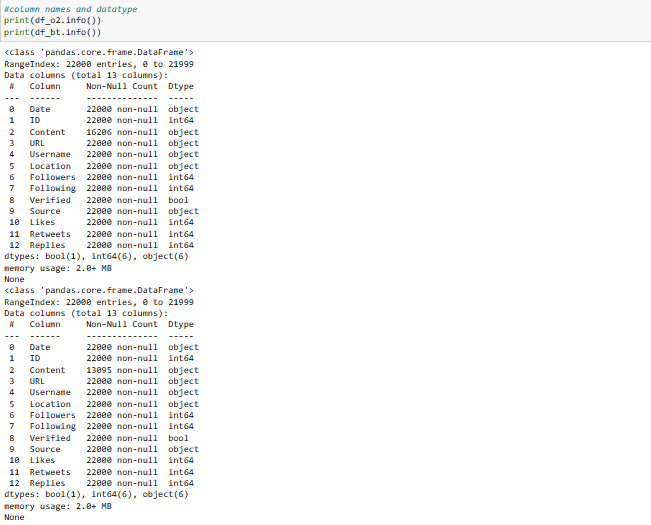 #column names and datatype
print(df_o2.info())
print(df_bt.info())
<class 'pandas.core.frame.DataFrame'>
RangeIndex: 22000 entries, 0 to 21999
Data columns (total 13 columns):
 #   Column     Non-Null Count  Dtype
---  ------     --------------  -----
 0   Date       22000 non-null  object
 1   ID         22000 non-null  int64
 2   Content    16206 non-null  object
 3   URL        22000 non-null  object
 4   Username   22000 non-null  object
 5   Location   22000 non-null  object
 6   Followers  22000 non-null  int64
 7   Following  22000 non-null  int64
 8   Verified   22000 non-null  bool
 9   Source     22000 non-null  object
 10  Likes      22000 non-null  int64
 11  Retweets   22000 non-null  int64
 12  Replies    22000 non-null  int64
dtypes: bool(1), int64(6), object(6)
memory usage: 2.0+ MB
None
<class 'pandas.core.frame.DataFrame'>
RangeIndex: 22000 entries, 0 to 21999
Data columns (total 13 columns):
 #   Column     Non-Null Count  Dtype
---  ------     --------------  -----
 0   Date       22000 non-null  object
 1   ID         22000 non-null  int64
 2   Content    13095 non-null  object
 3   URL        22000 non-null  object
 4   Username   22000 non-null  object
 5   Location   22000 non-null  object
 6   Followers  22000 non-null  int64
 7   Following  22000 non-null  int64
 8   Verified   22000 non-null  bool
 9   Source     22000 non-null  object
 10  Likes      22000 non-null  int64
 11  Retweets   22000 non-null  int64
 12  Replies    22000 non-null  int64
dtypes: bool(1), int64(6), object(6)
memory usage: 2.0+ MB
None